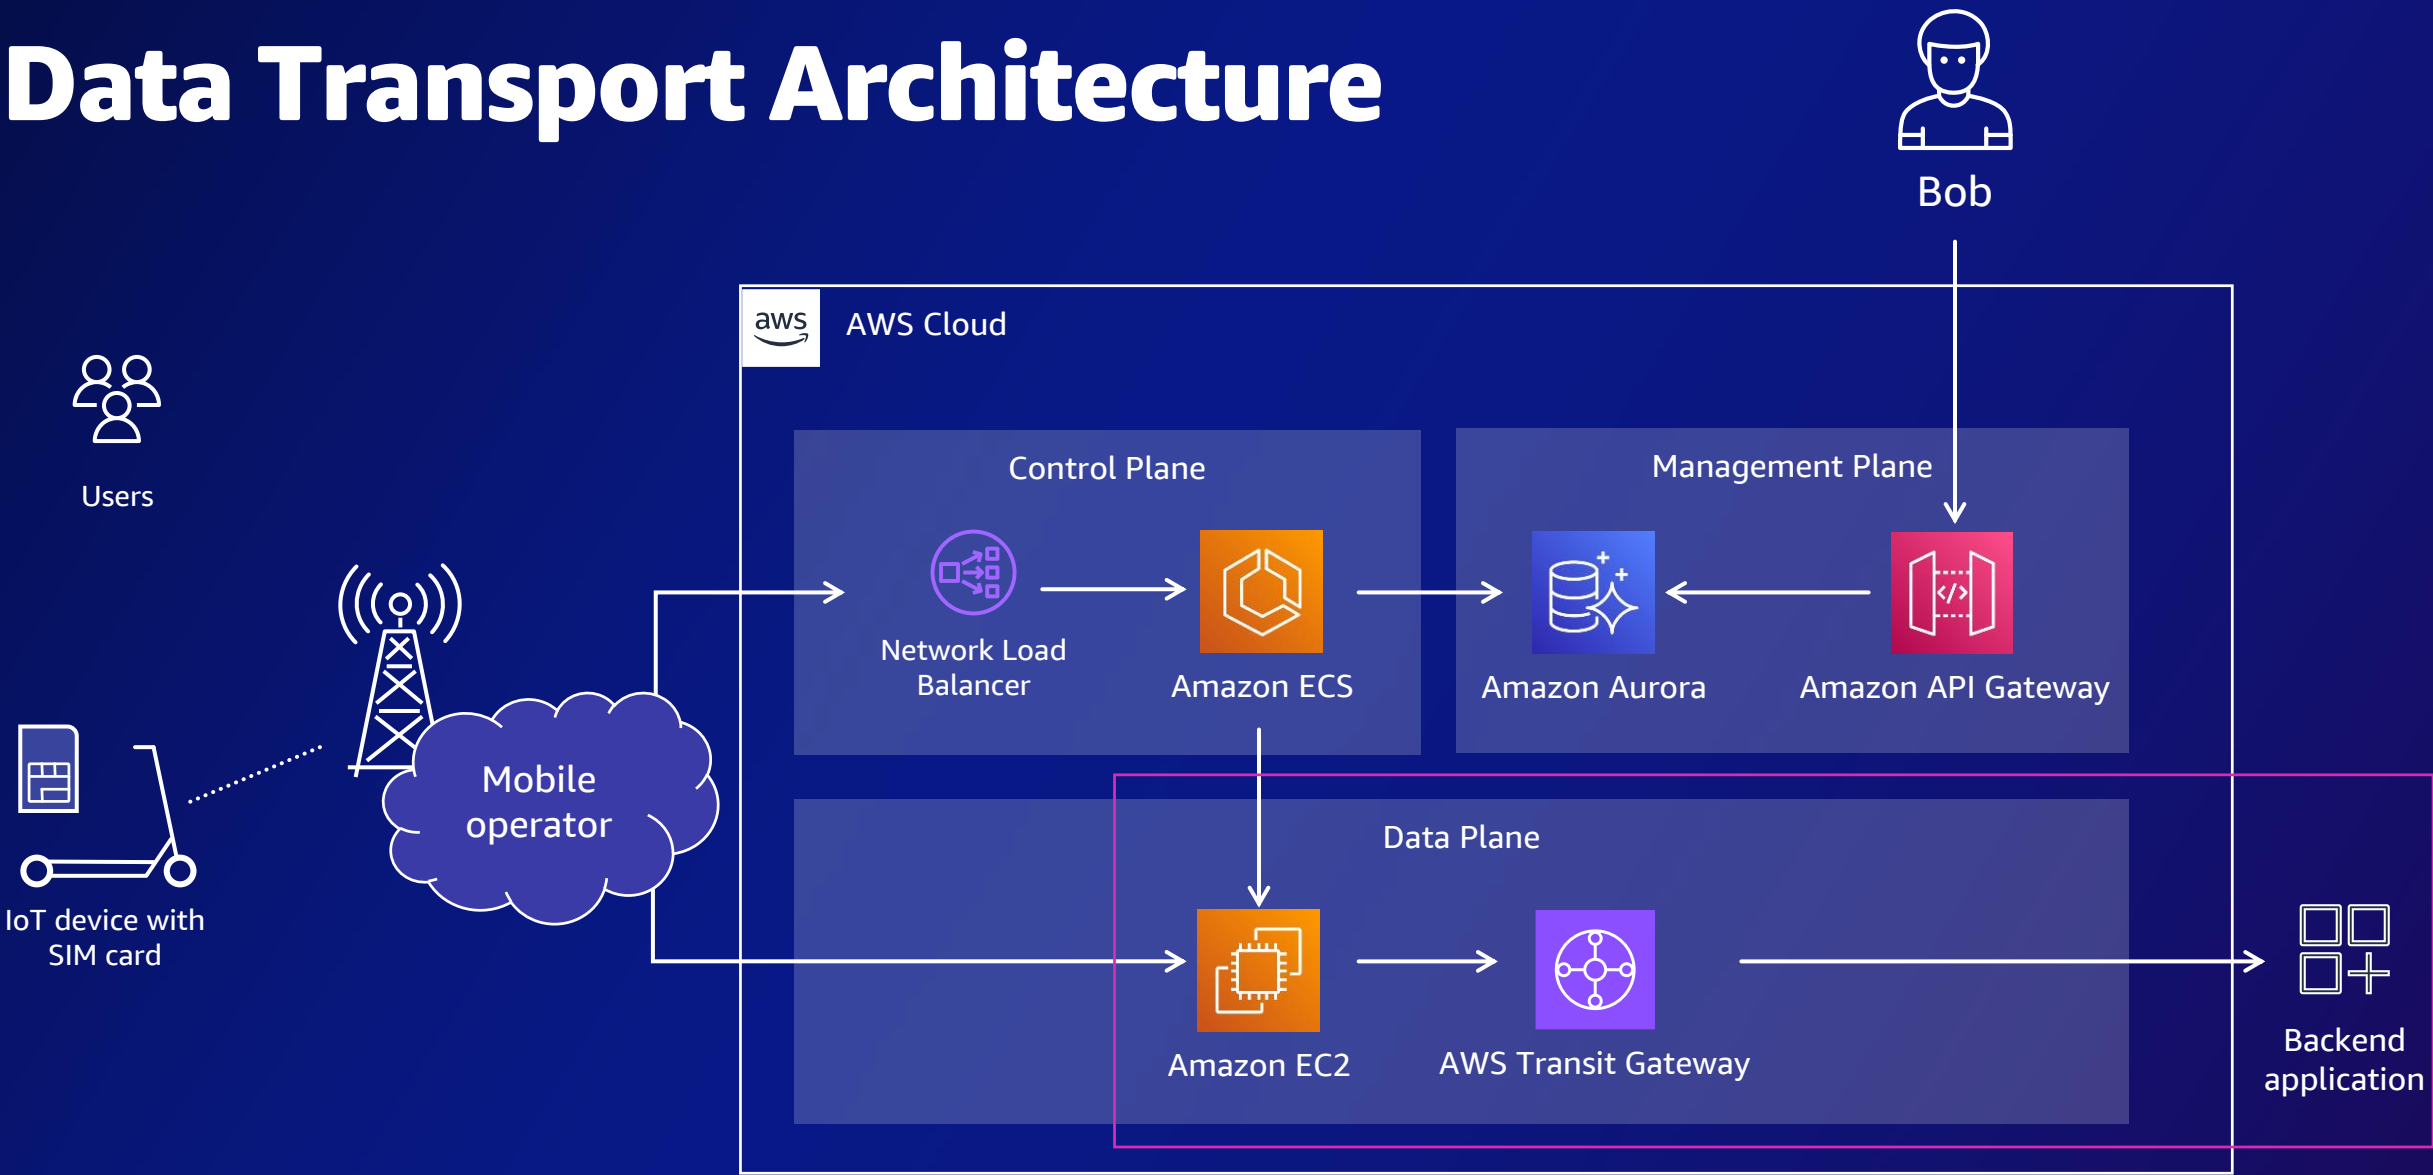 Data Transport Architecture
Bob
aws
AWS Cloud
Users
Control Plane
Management Plane
Network Load
Balancer
Amazon ECS
Amazon Aurora
Amazon API Gateway
Mobile
operator
Data Plane
IoT device with
SIM card
Amazon EC2
AWS Transit Gateway
Backend
application